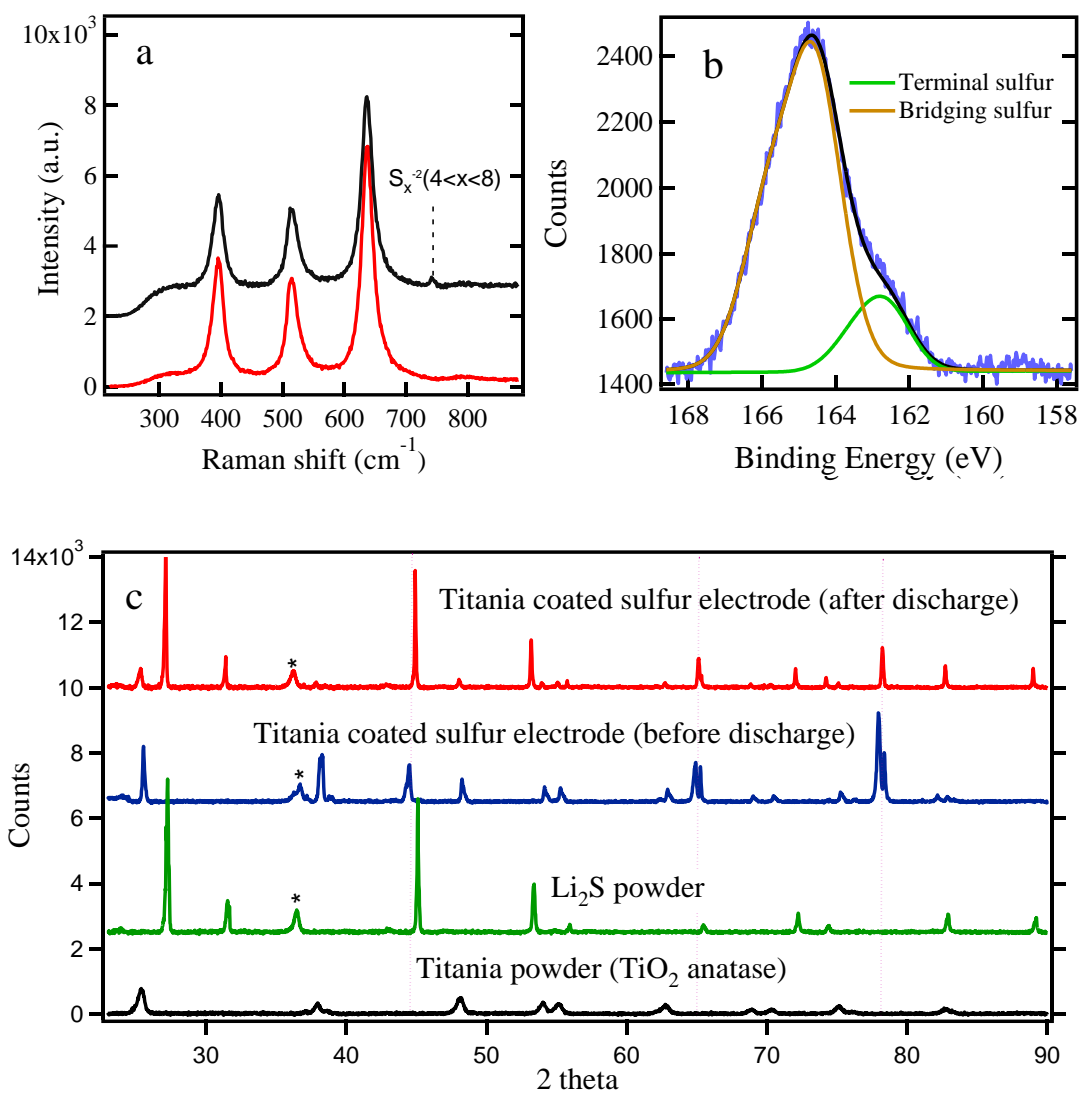 a
10x10³
8
6
4
2
0
Intensity (a.u.)
Sₓ⁻²(4<x<8)
300 400 500 600 700 800
Raman shift (cm⁻¹)
b
2400
2200
2000
1800
1600
1400
Counts
Terminal sulfur
Bridging sulfur
168 166 164 162 160 158
Binding Energy (eV)
c
14x10³
12
10
8
6
4
2
0
Counts
Titania coated sulfur electrode (after discharge)
*
Titania coated sulfur electrode (before discharge)
*
Li₂S powder
*
Titania powder (TiO₂ anatase)
30 40 50 60 70 80 90
2 theta